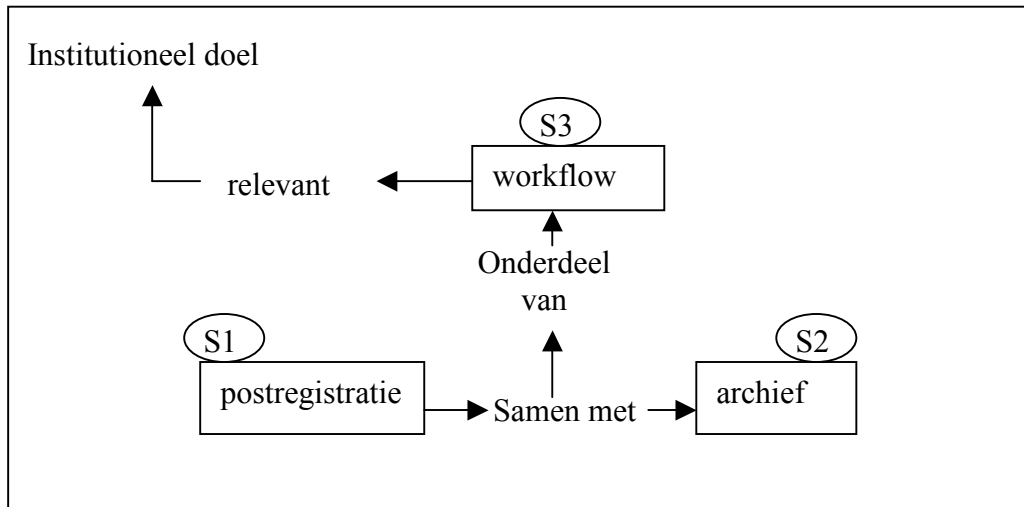 Institutioneel doel
S3
relevant
workflow
Onderdeel
van
S1
S2
postregistratie
Samen met
archief